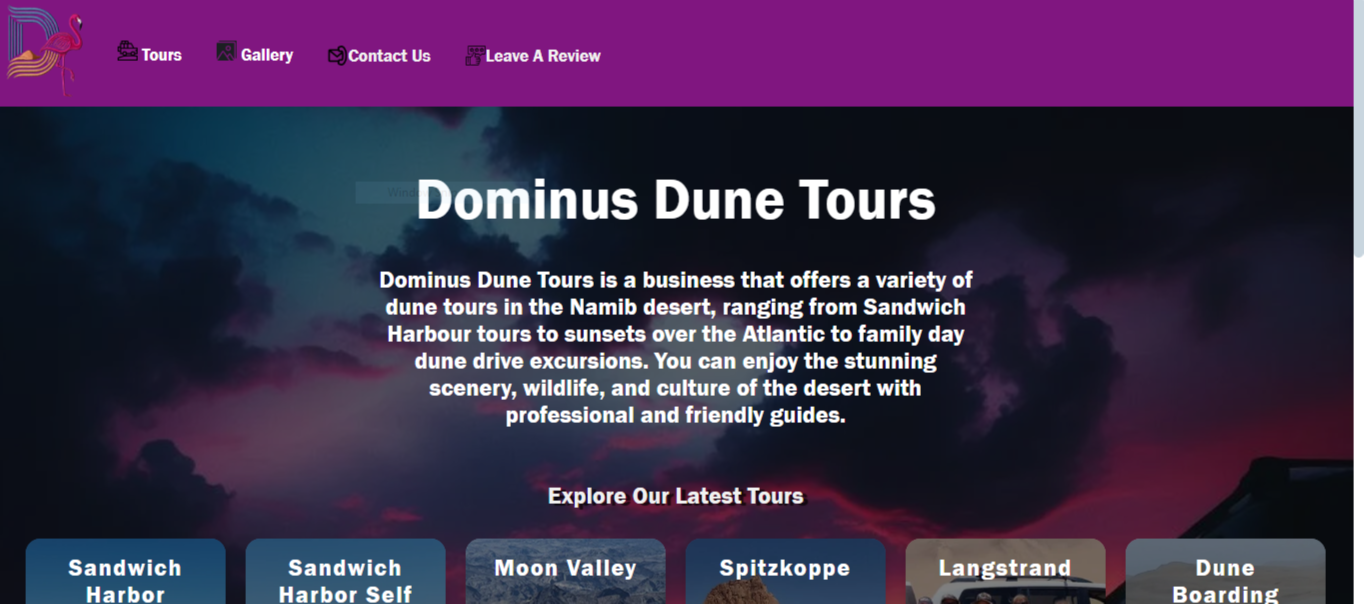 Tours
Gallery
Contact Us
Leave A Review
Dominus Dune Tours
Dominus Dune Tours is a business that offers a variety of
dune tours in the Namib desert, ranging from Sandwich
Harbour tours to sunsets over the Atlantic to family day
dune drive excursions. You can enjoy the stunning
scenery, wildlife, and culture of the desert with
professional and friendly guides.
Explore Our Latest Tours
Sandwich
Harbor
Sandwich
Harbor Self
Moon Valley
Spitzkoppe
Langstrand
Dune
Boarding